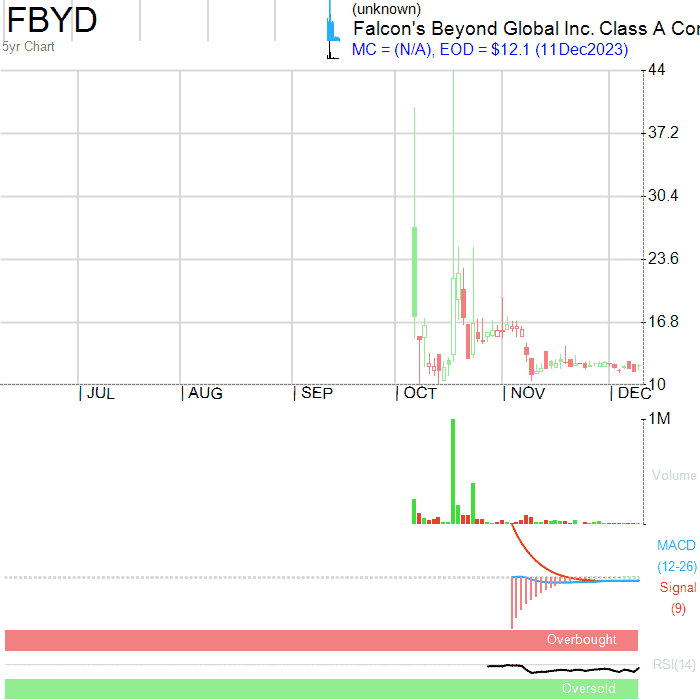 FBYD
5yr Chart
(unknown)
Falcon's Beyond Global Inc. Class A Cor
MC = (N/A), EOD = $12.1 (11Dec2023)
44
37.2
30.4
23.6
16.8
10
JUL AUG SEP OCT NOV DEC
1M
Volume
MACD
(12-26)
Signal
(9)
Overbought
RSI(14)
Oversold